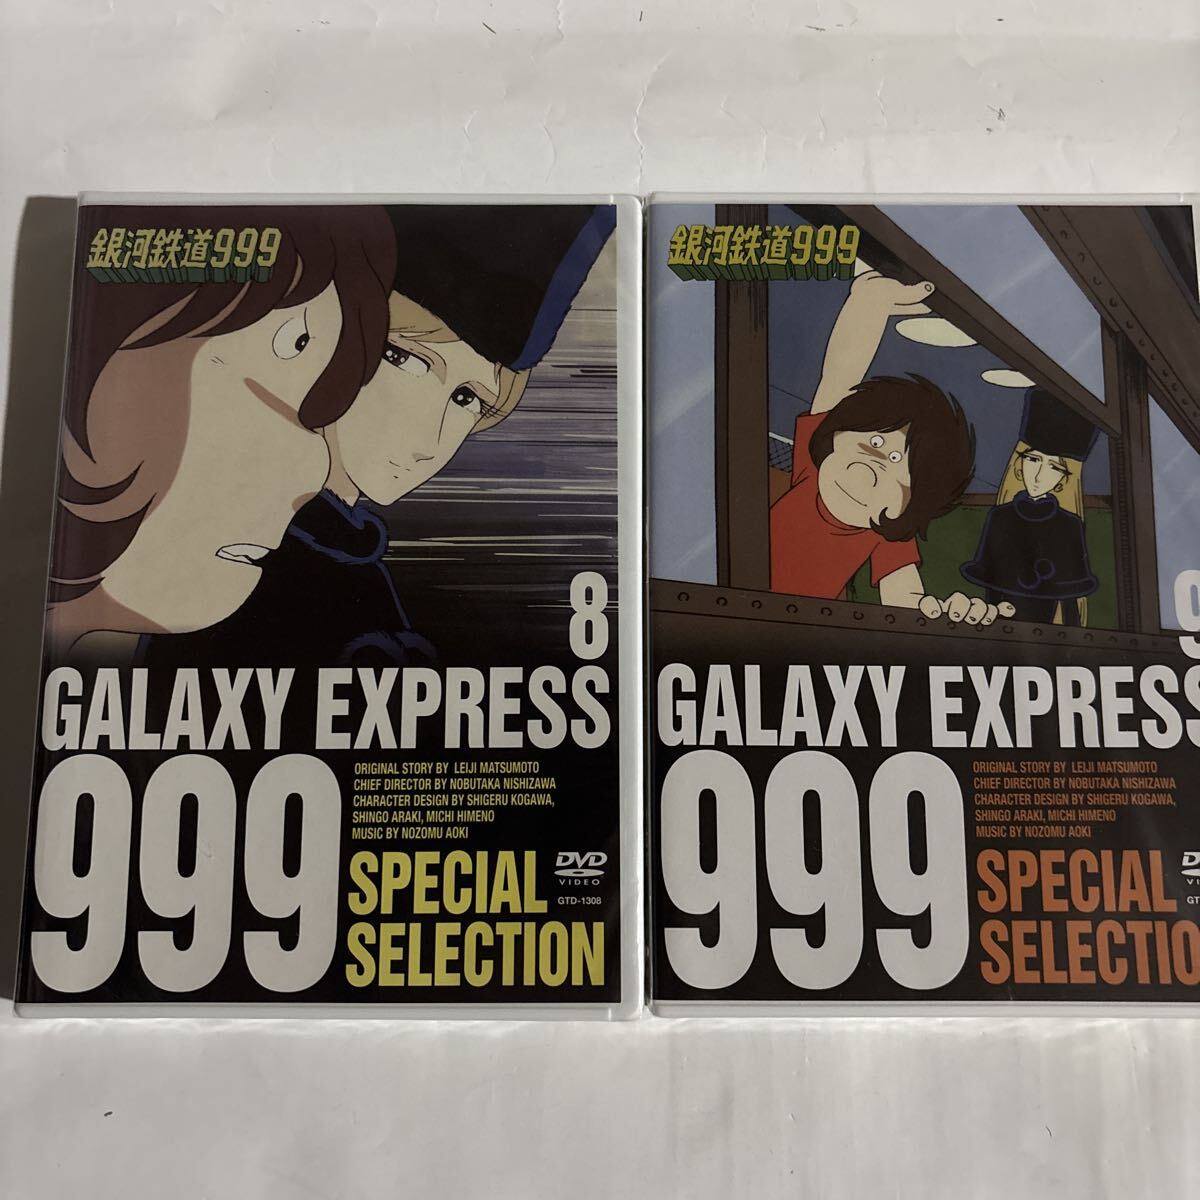 銀河鉄道999
8
GALAXY EXPRESS
999
ORIGINAL STORY BY LEIJI MATSUMOTO
CHIEF DIRECTOR BY NOBUTAKA NISHIZAWA
CHARACTER DESIGN BY SHIGERU KOGAWA,
SHINGO ARAKI, MICHI HIMENO
MUSIC BY NOZOMU AOKI
SPECIAL
SELECTION
DVD
VIDEO
GTD-1308
銀河鉄道999
9
GALAXY EXPRESS
999
ORIGINAL STORY BY LEIJI MATSUMOTO
CHIEF DIRECTOR BY NOBUTAKA NISHIZAWA
CHARACTER DESIGN BY SHIGERU KOGAWA,
SHINGO ARAKI, MICHI HIMENO
MUSIC BY NOZOMU AOKI
SPECIAL
SELECTIO